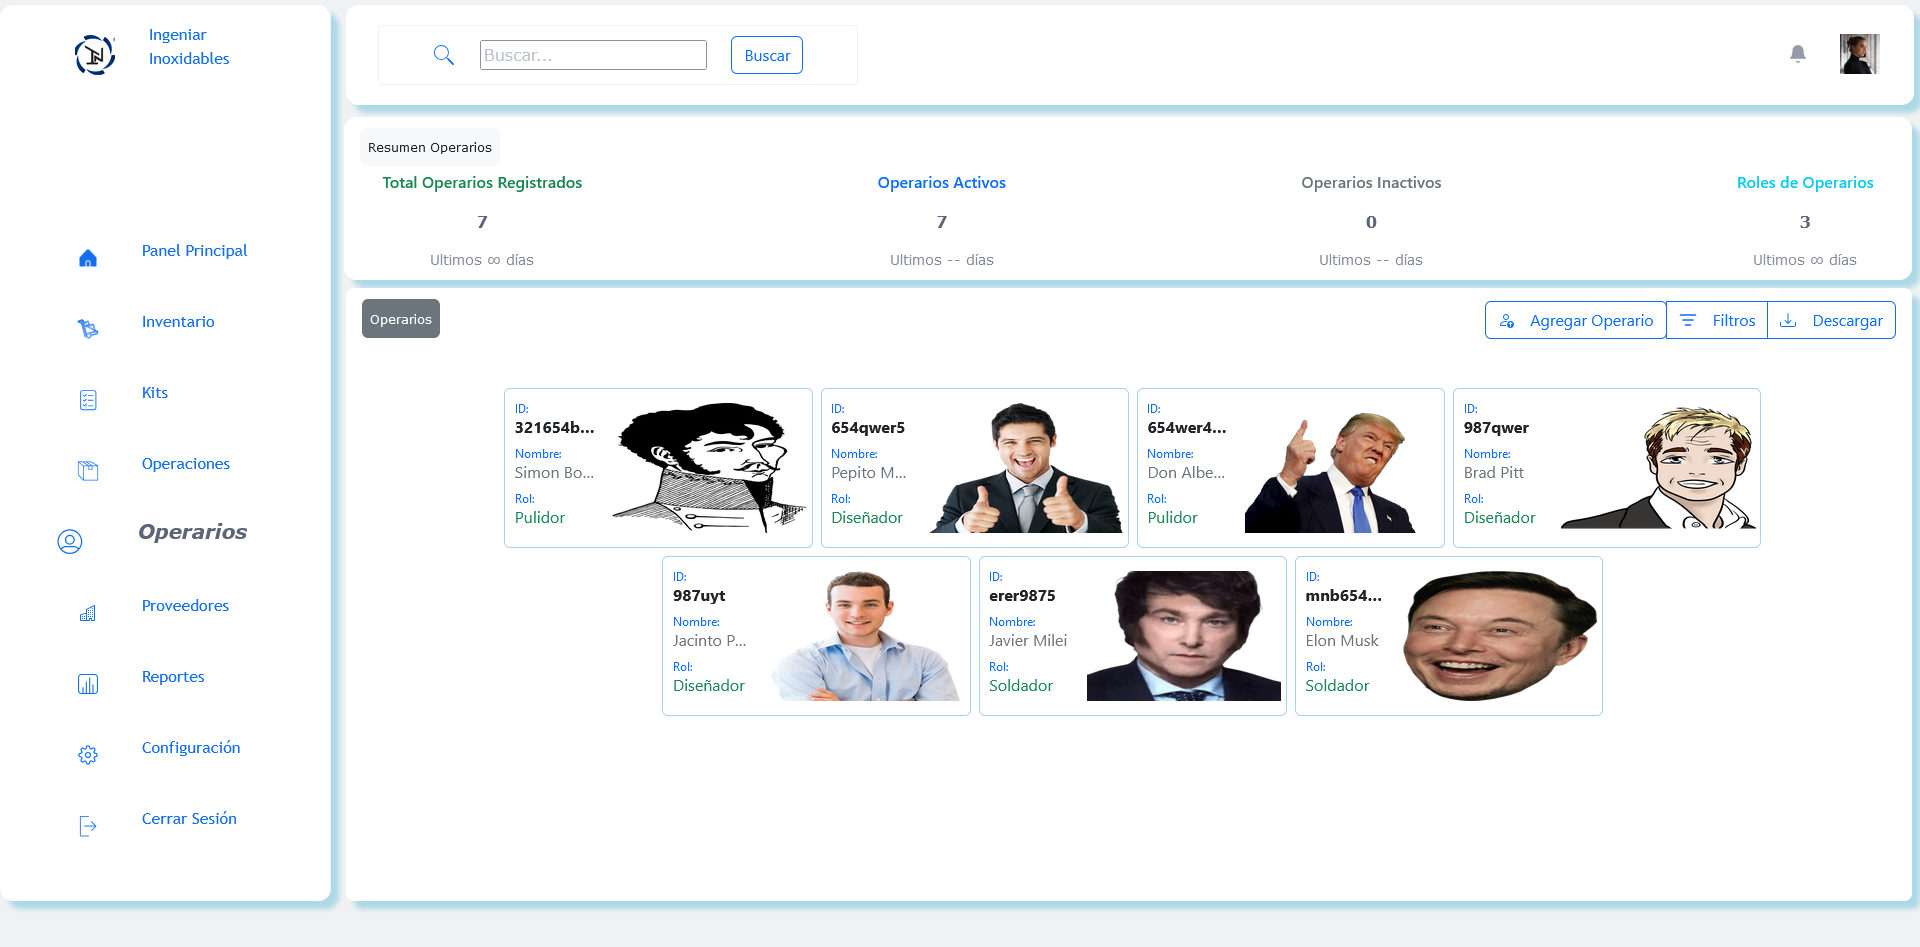 Ingeniar
Inoxidables
Panel Principal
Inventario
Kits
Operaciones
Operarios
Proveedores
Reportes
Configuración
Cerrar Sesión
Buscar...
Buscar
Resumen Operarios
Total Operarios Registrados
7
Ultimos ∞ días
Operarios Activos
7
Ultimos -- días
Operarios Inactivos
0
Ultimos -- días
Roles de Operarios
3
Ultimos ∞ días
Operarios
Agregar Operario
Filtros
Descargar
ID:
321654b...
Nombre:
Simon Bo...
Rol:
Pulidor
ID:
654qwer5
Nombre:
Pepito M...
Rol:
Diseñador
ID:
654wer4...
Nombre:
Don Albe...
Rol:
Pulidor
ID:
987qwer
Nombre:
Brad Pitt
Rol:
Diseñador
ID:
987uyt
Nombre:
Jacinto P...
Rol:
Diseñador
ID:
erer9875
Nombre:
Javier Milei
Rol:
Soldador
ID:
mnb654...
Nombre:
Elon Musk
Rol:
Soldador